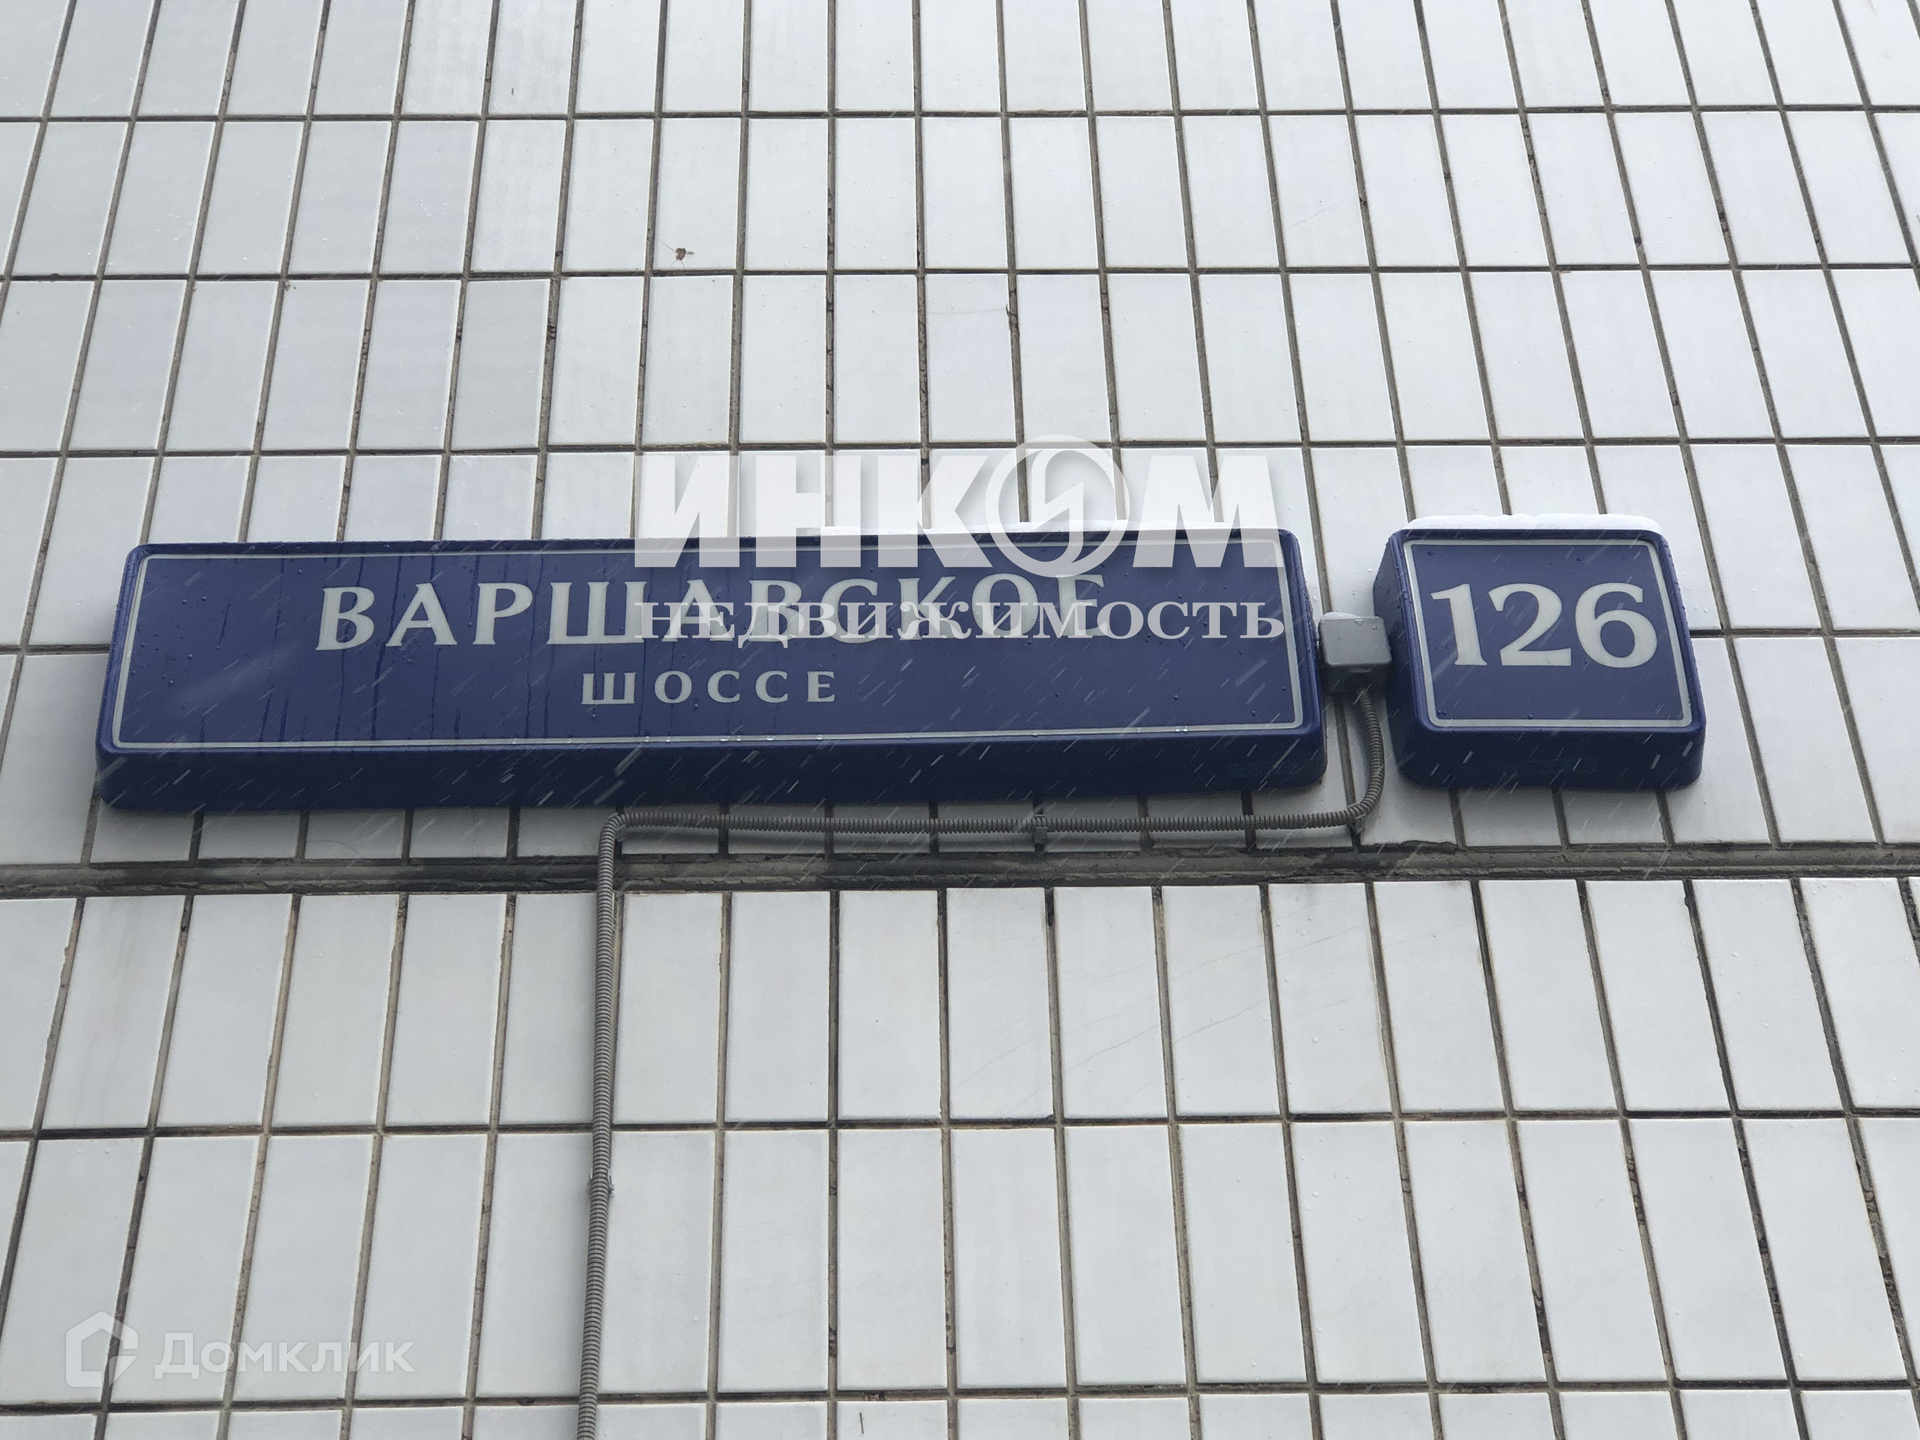 ИНКОМ
НЕДВИЖИМОСТЬ
ВАРШАВСКОЕ
ШОССЕ
126
Домклик